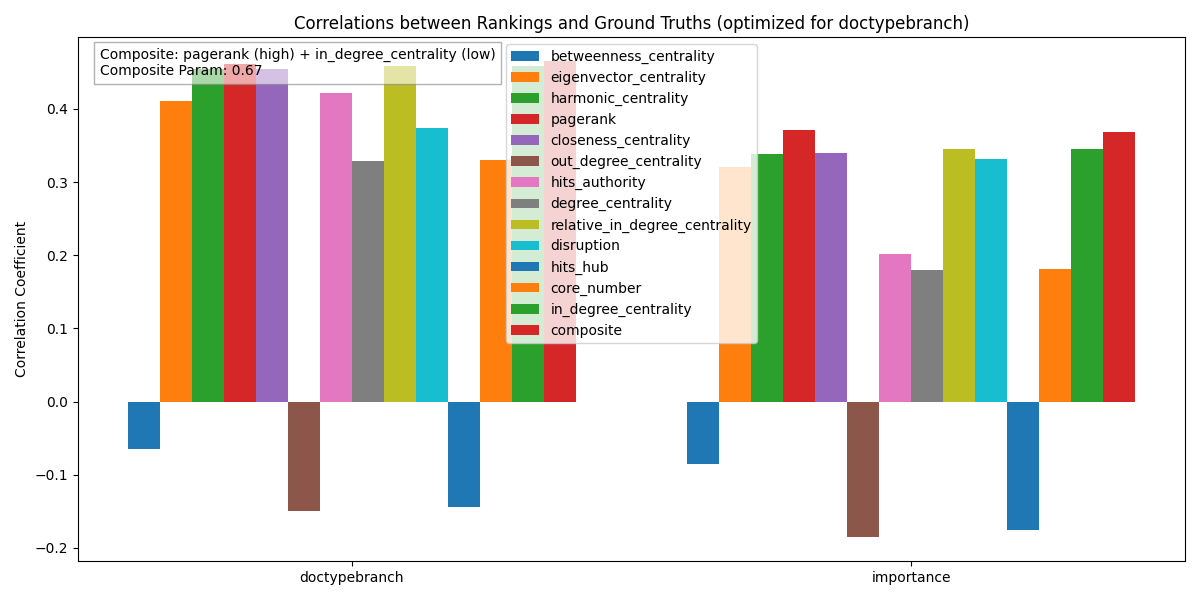 Correlations between Rankings and Ground Truths (optimized for doctypebranch)
Composite: pagerank (high) + in_degree_centrality (low)
Composite Param: 0.67
betweenness_centrality
eigenvector_centrality
harmonic_centrality
pagerank
closeness_centrality
out_degree_centrality
hits_authority
degree_centrality
relative_in_degree_centrality
disruption
hits_hub
core_number
in_degree_centrality
composite
Correlation Coefficient
0.4
0.3
0.2
0.1
0.0
−0.1
−0.2
doctypebranch
importance